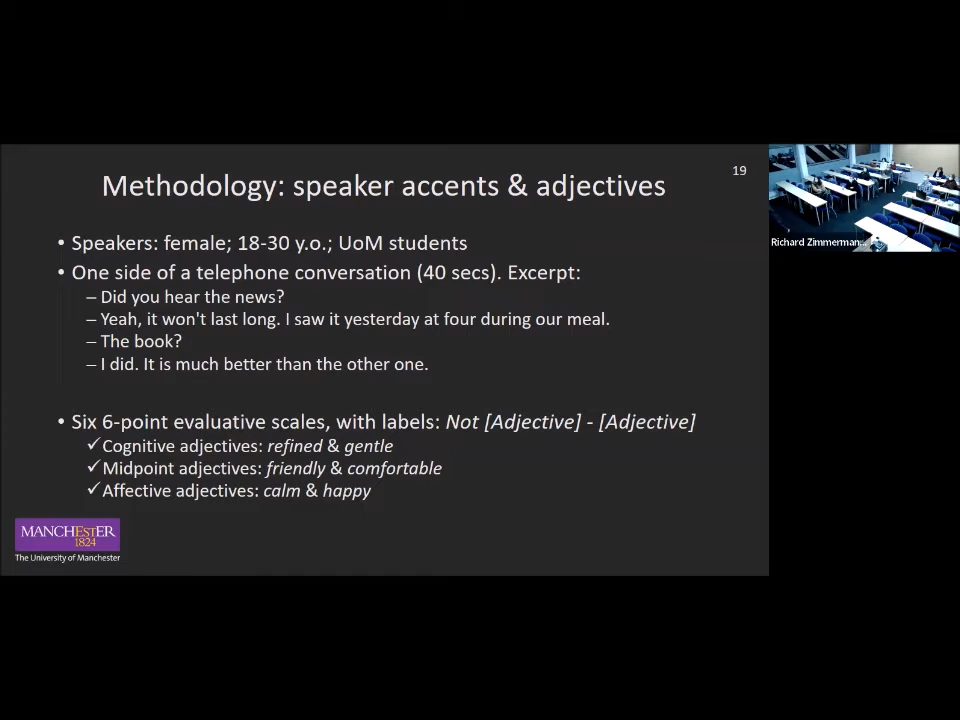 Methodology: speaker accents & adjectives
19
• Speakers: female; 18-30 y.o.; UoM students
• One side of a telephone conversation (40 secs). Excerpt:
– Did you hear the news?
– Yeah, it won't last long. I saw it yesterday at four during our meal.
– The book?
– I did. It is much better than the other one.
• Six 6-point evaluative scales, with labels: Not [Adjective] - [Adjective]
✓Cognitive adjectives: refined & gentle
✓Midpoint adjectives: friendly & comfortable
✓Affective adjectives: calm & happy
MANCHESTER
1824
The University of Manchester
Richard Zimmerman...